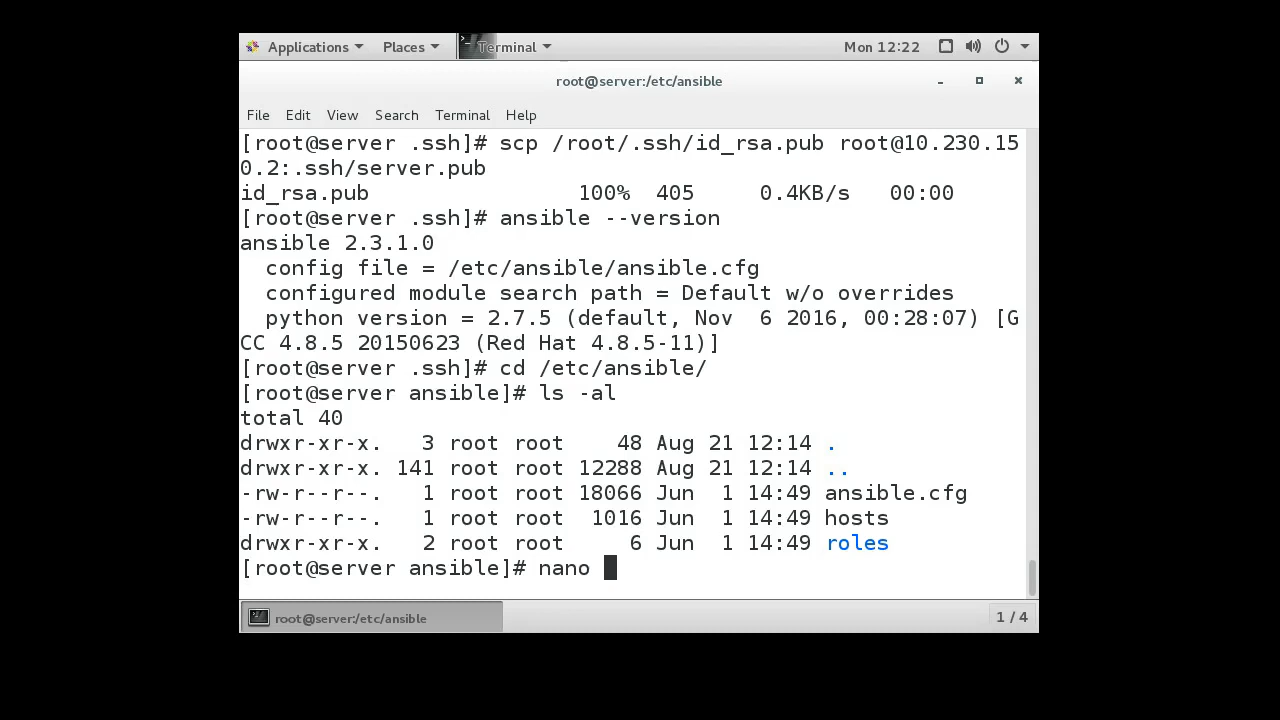 Applications Places Terminal Mon 12:22
root@server:/etc/ansible
File Edit View Search Terminal Help
[root@server .ssh]# scp /root/.ssh/id_rsa.pub root@10.230.15
0.2:.ssh/server.pub
id_rsa.pub 100% 405 0.4KB/s 00:00
[root@server .ssh]# ansible --version
ansible 2.3.1.0
config file = /etc/ansible/ansible.cfg
configured module search path = Default w/o overrides
python version = 2.7.5 (default, Nov  6 2016, 00:28:07) [G
CC 4.8.5 20150623 (Red Hat 4.8.5-11)]
[root@server .ssh]# cd /etc/ansible/
[root@server ansible]# ls -al
total 40
drwxr-xr-x.   3 root root    48 Aug 21 12:14 .
drwxr-xr-x. 141 root root 12288 Aug 21 12:14 ..
-rw-r--r--.   1 root root 18066 Jun  1 14:49 ansible.cfg
-rw-r--r--.   1 root root  1016 Jun  1 14:49 hosts
drwxr-xr-x.   2 root root     6 Jun  1 14:49 roles
[root@server ansible]# nano
root@server:/etc/ansible 1 / 4